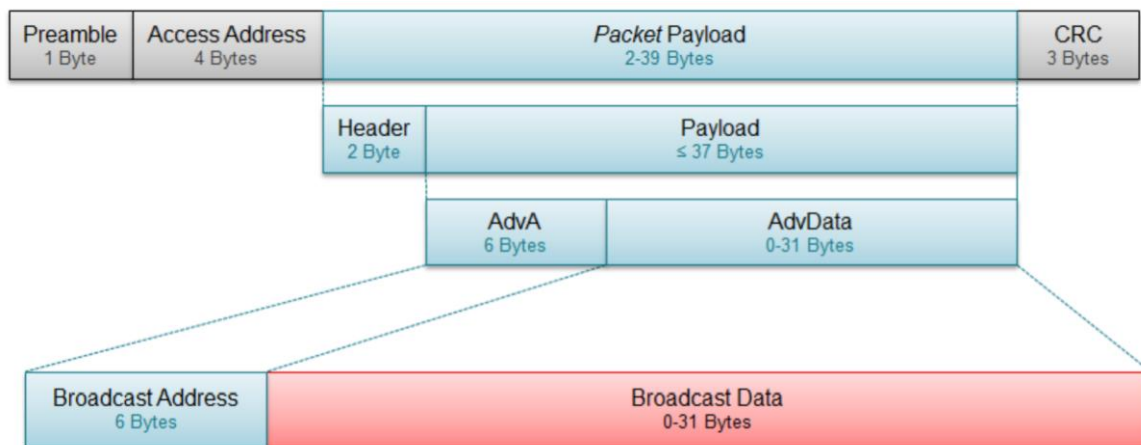 Preamble
1 Byte
Access Address
4 Bytes
Packet Payload
2-39 Bytes
CRC
3 Bytes
Header
2 Byte
Payload
≤ 37 Bytes
AdvA
6 Bytes
AdvData
0-31 Bytes
Broadcast Address
6 Bytes
Broadcast Data
0-31 Bytes